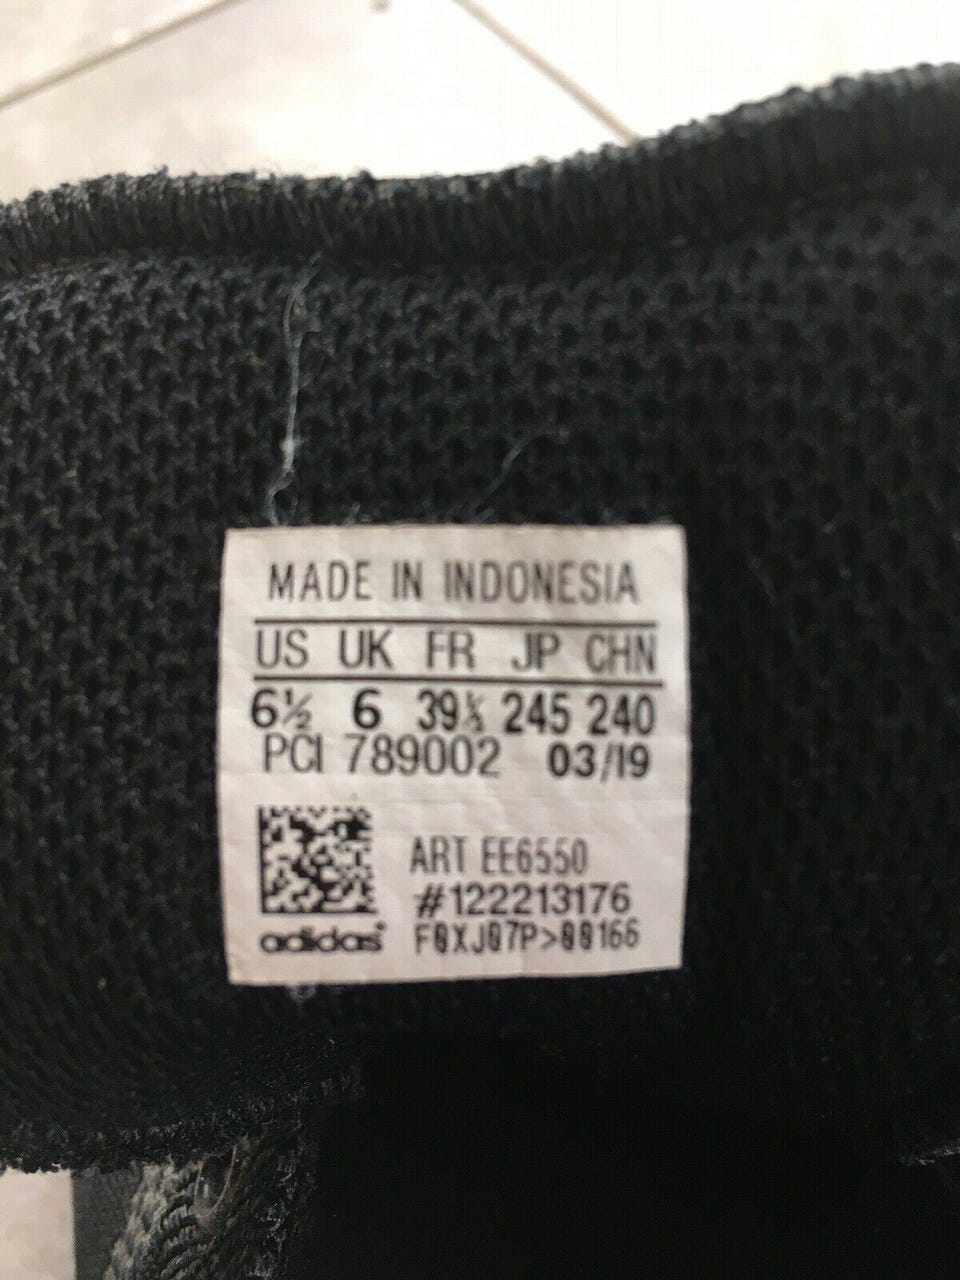 MADE IN INDONESIA
US UK FR JP CHN
6½ 6 39⅓ 245 240
PCI 789002 03/19
ART EE6550
#122213176
adidas F0XJ07P>00166